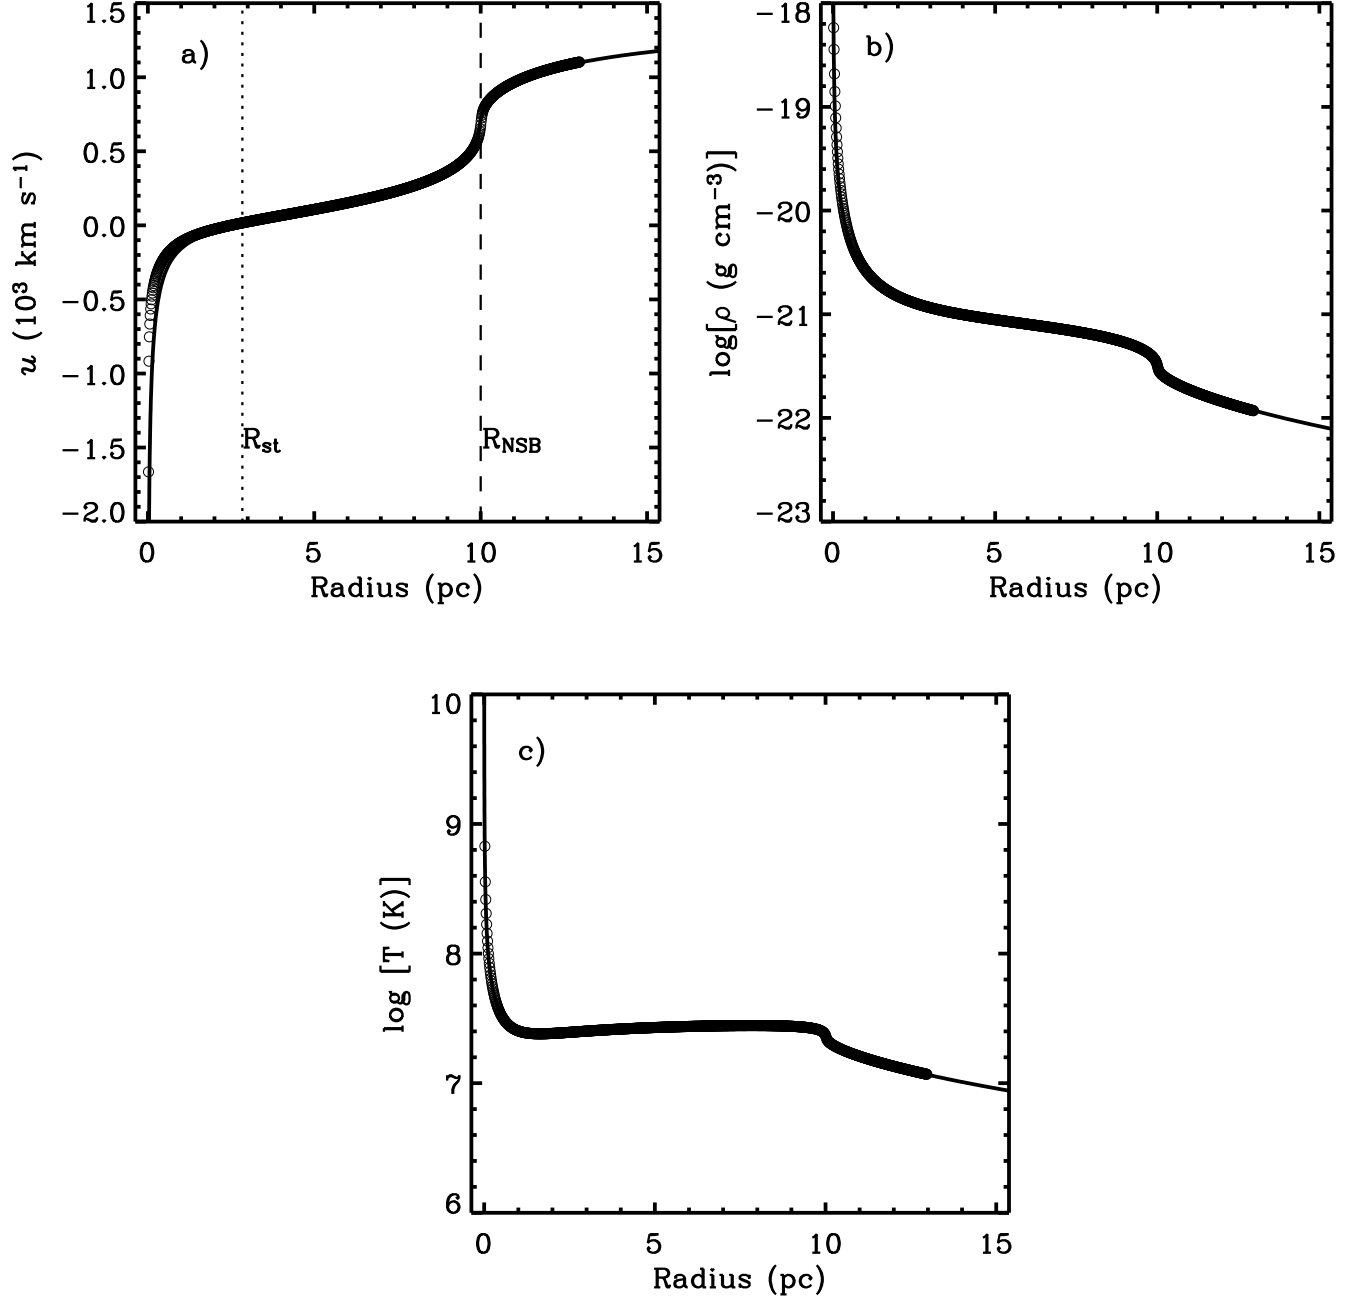 a)
1.5
1.0
0.5
0.0
−0.5
−1.0
−1.5
−2.0
u (10³ km s⁻¹)
R_st
R_NSB
0 5 10 15
Radius (pc)
b)
−18
−19
−20
−21
−22
−23
log[ρ (g cm⁻³)]
0 5 10 15
Radius (pc)
c)
10
9
8
7
6
log [T (K)]
0 5 10 15
Radius (pc)